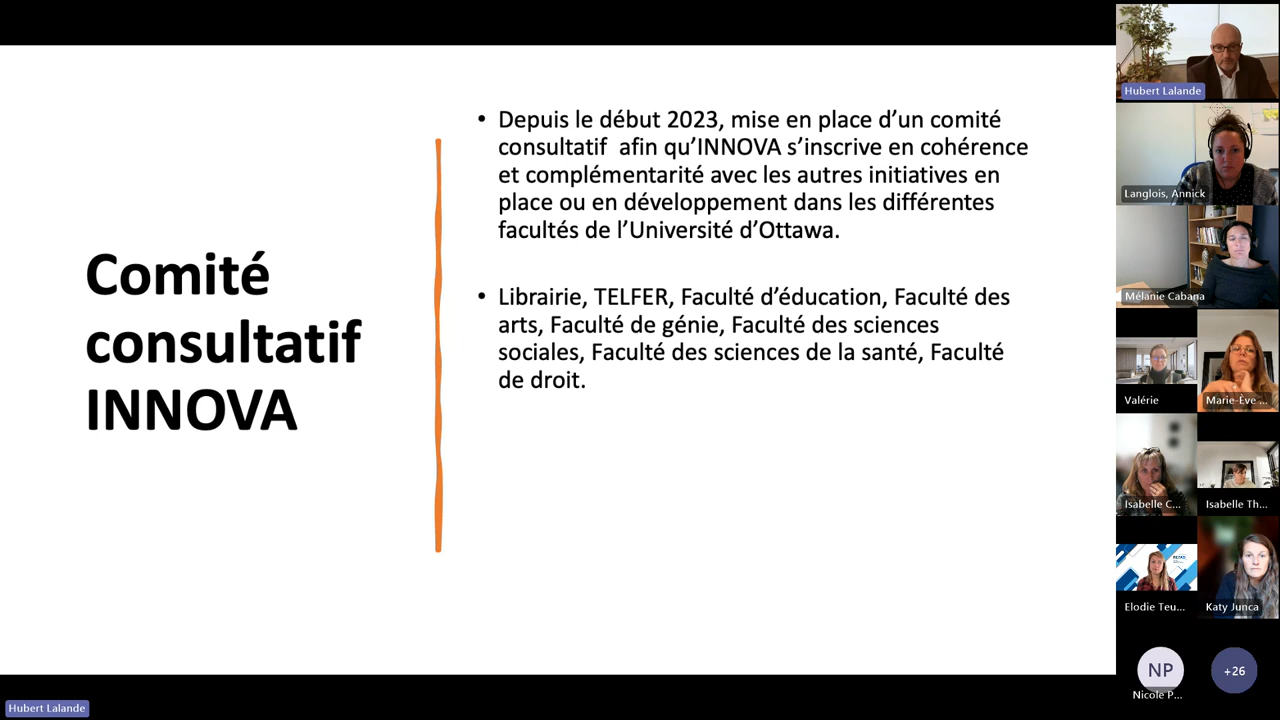 Comité
consultatif
INNOVA
• Depuis le début 2023, mise en place d’un comité
consultatif  afin qu’INNOVA s’inscrive en cohérence
et complémentarité avec les autres initiatives en
place ou en développement dans les différentes
facultés de l’Université d’Ottawa.
• Librairie, TELFER, Faculté d’éducation, Faculté des
arts, Faculté de génie, Faculté des sciences
sociales, Faculté des sciences de la santé, Faculté
de droit.
Hubert Lalande
Langlois, Annick
Mélanie Cabana
Valérie
Marie-Ève ...
Isabelle C...
Isabelle Th...
Elodie Teu...
Katy Junca
NP
Nicole P...
+26
Hubert Lalande